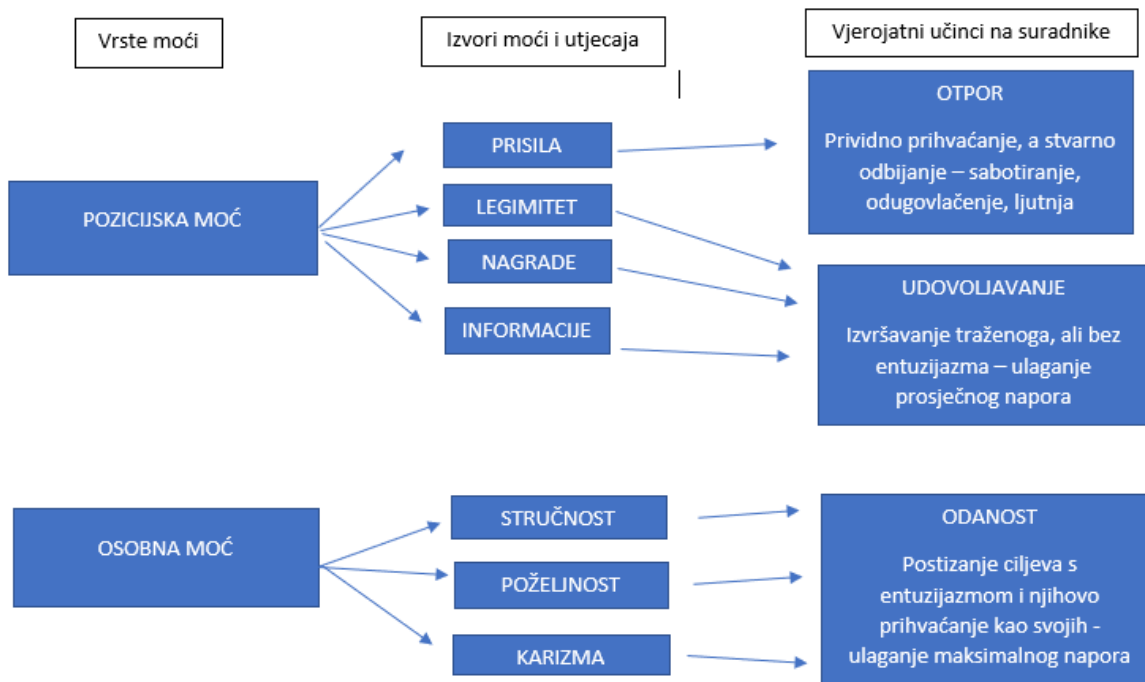 Vrste moći
Izvori moći i utjecaja
Vjerojatni učinci na suradnike
POZICIJSKA MOĆ
PRISILA
LEGIMITET
NAGRADE
INFORMACIJE
OTPOR
Prividno prihvaćanje, a stvarno
odbijanje – sabotiranje,
odugovlačenje, ljutnja
UDOVOLJAVANJE
Izvršavanje traženoga, ali bez
entuzijazma – ulaganje
prosječnog napora
OSOBNA MOĆ
STRUČNOST
POŽELJNOST
KARIZMA
ODANOST
Postizanje ciljeva s
entuzijazmom i njihovo
prihvaćanje kao svojih -
ulaganje maksimalnog napora